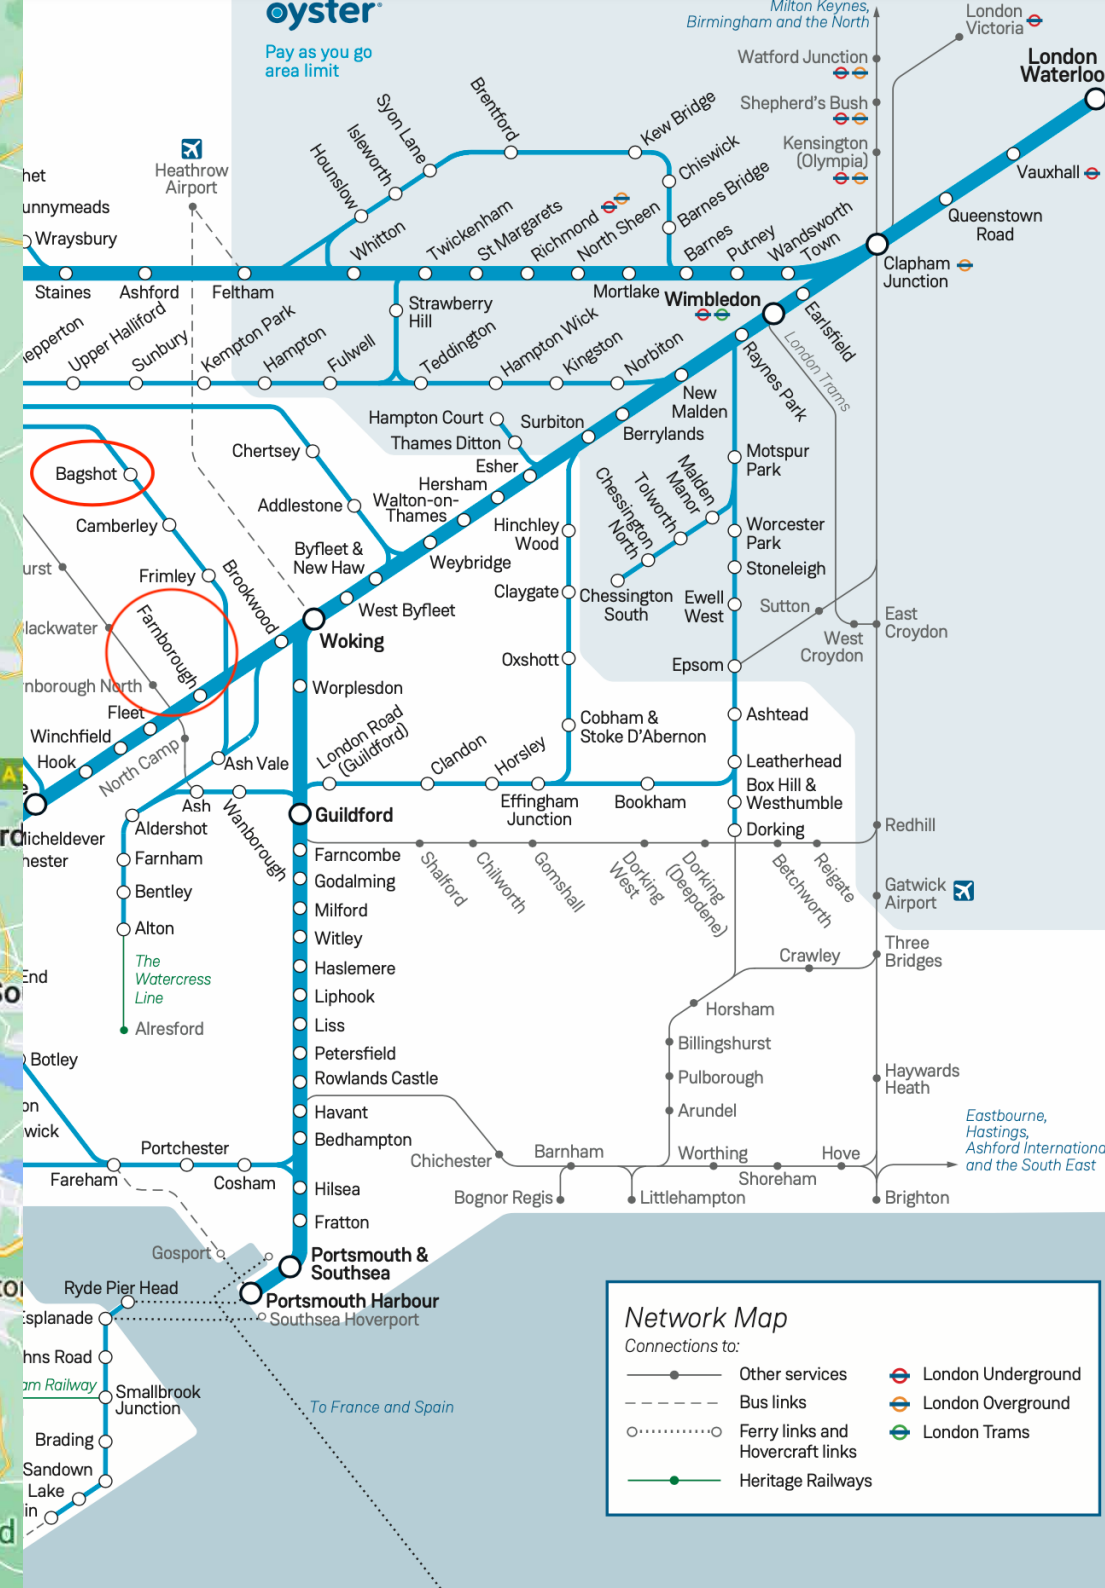 oyster
Pay as you go
area limit
Milton Keynes,
Birmingham and the North
London
Victoria
Watford Junction
London
Waterloo
Shepherd's Bush
Kensington
(Olympia)
Vauxhall
Queenstown
Road
Clapham
Junction
Heathrow
Airport
Hounslow
Isleworth
Syon Lane
Brentford
Kew Bridge
Chiswick
Barnes Bridge
Wraysbury
Staines
Ashford
Feltham
Whitton
Twickenham
St Margarets
Richmond
North Sheen
Mortlake
Barnes
Putney
Wandsworth
Town
Wimbledon
Earlsfield
London Trams
Raynes Park
Strawberry
Hill
Upper Halliford
Sunbury
Kempton Park
Hampton
Fulwell
Teddington
Hampton Wick
Kingston
Norbiton
New
Malden
Berrylands
Surbiton
Hampton Court
Thames Ditton
Esher
Hersham
Walton-on-
Thames
Weybridge
Byfleet &
New Haw
West Byfleet
Chertsey
Addlestone
Bagshot
Camberley
Frimley
Brookwood
Woking
Farnborough
Fleet
Winchfield
Hook
North Camp
Ash Vale
Ash
Wanborough
Aldershot
Farnham
Bentley
Alton
The
Watercress
Line
Alresford
Motspur
Park
Malden
Manor
Tolworth
Chessington
North
Chessington
South
Worcester
Park
Stoneleigh
Ewell
West
Epsom
Sutton
West
Croydon
East
Croydon
Hinchley
Wood
Claygate
Oxshott
Cobham &
Stoke D'Abernon
Worplesdon
London Road
(Guildford)
Clandon
Horsley
Effingham
Junction
Bookham
Ashtead
Leatherhead
Box Hill &
Westhumble
Dorking
Guildford
Farncombe
Godalming
Milford
Witley
Haslemere
Liphook
Liss
Petersfield
Rowlands Castle
Havant
Bedhampton
Hilsea
Fratton
Portsmouth &
Southsea
Portsmouth Harbour
Southsea Hoverport
Shalford
Chilworth
Gomshall
Dorking
West
Dorking
(Deepdene)
Betchworth
Reigate
Redhill
Gatwick
Airport
Three
Bridges
Crawley
Horsham
Billingshurst
Pulborough
Arundel
Haywards
Heath
Eastbourne,
Hastings,
Ashford International
and the South East
Chichester
Barnham
Bognor Regis
Littlehampton
Worthing
Shoreham
Hove
Brighton
Botley
Fareham
Portchester
Cosham
Gosport
Ryde Pier Head
Esplanade
Smallbrook
Junction
Brading
Sandown
Lake
To France and Spain
Network Map
Connections to:
Other services
Bus links
Ferry links and
Hovercraft links
Heritage Railways
London Underground
London Overground
London Trams